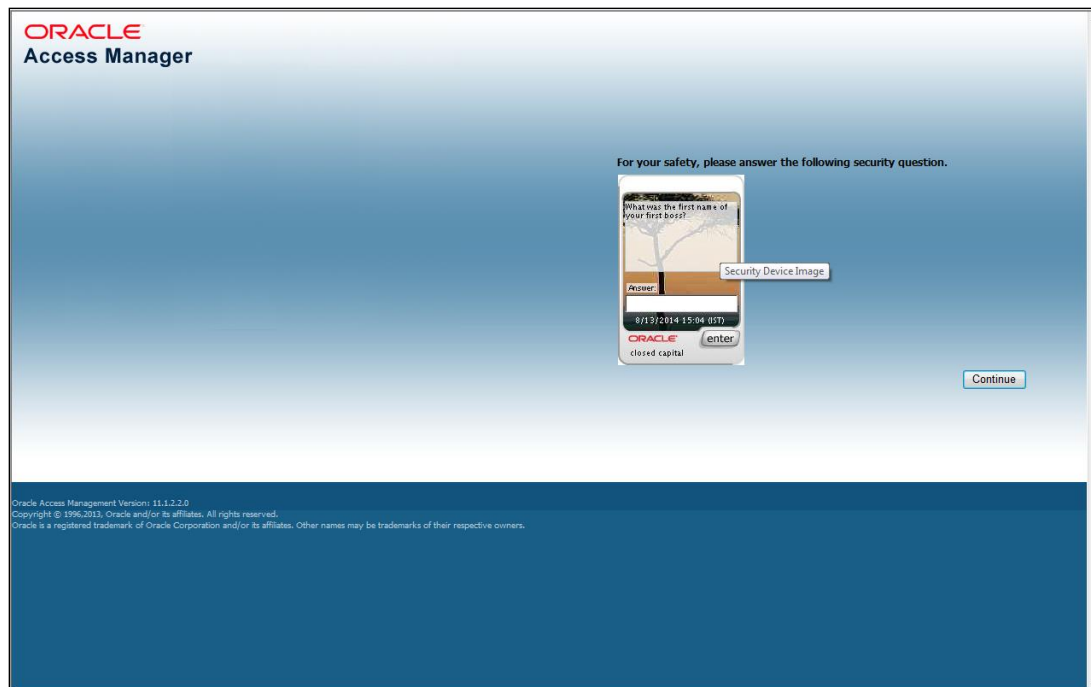 ORACLE
Access Manager
For your safety, please answer the following security question.
What was the first name of
your first boss?
Security Device Image
Answer:
8/13/2014 15:04 (IST)
ORACLE
enter
closed capital
Continue
Oracle Access Management Version: 11.1.2.2.0
Copyright © 1996,2013, Oracle and/or its affiliates. All rights reserved.
Oracle is a registered trademark of Oracle Corporation and/or its affiliates. Other names may be trademarks of their respective owners.